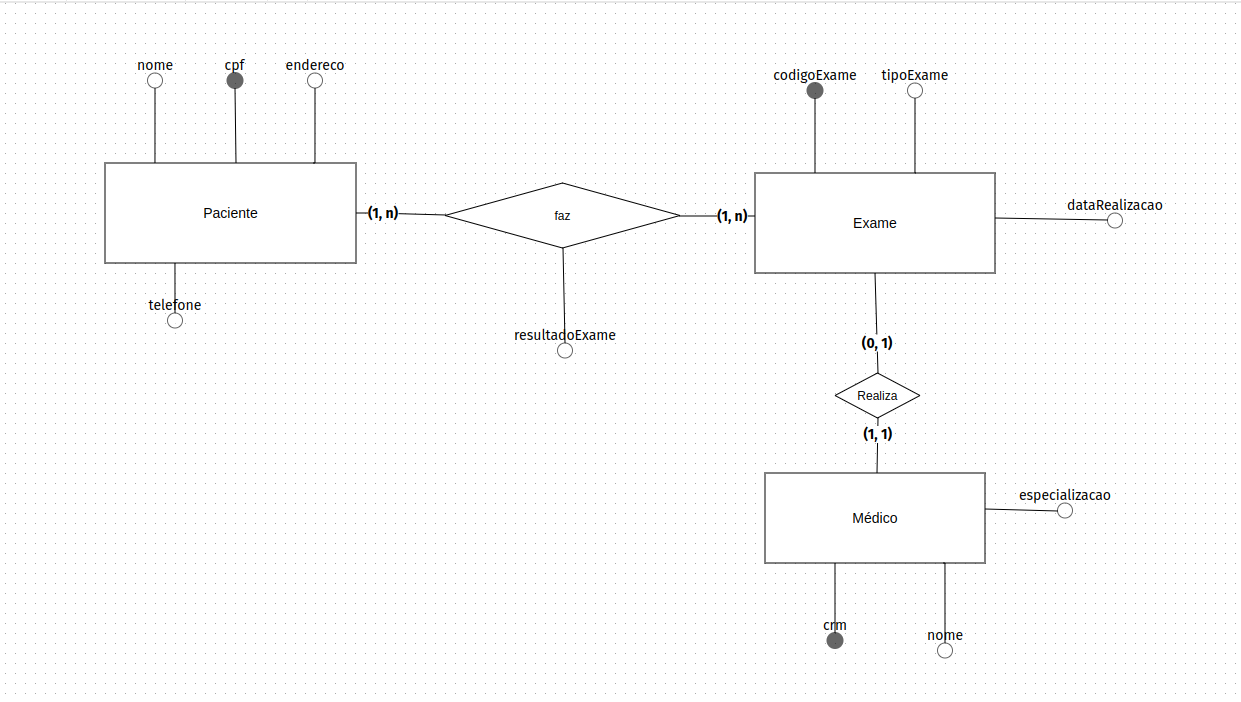 nome
cpf
endereco
codigoExame
tipoExame
Paciente
(1, n)
faz
(1, n)
Exame
dataRealizacao
telefone
resultadoExame
(0, 1)
Realiza
(1, 1)
Médico
especializacao
crm
nome